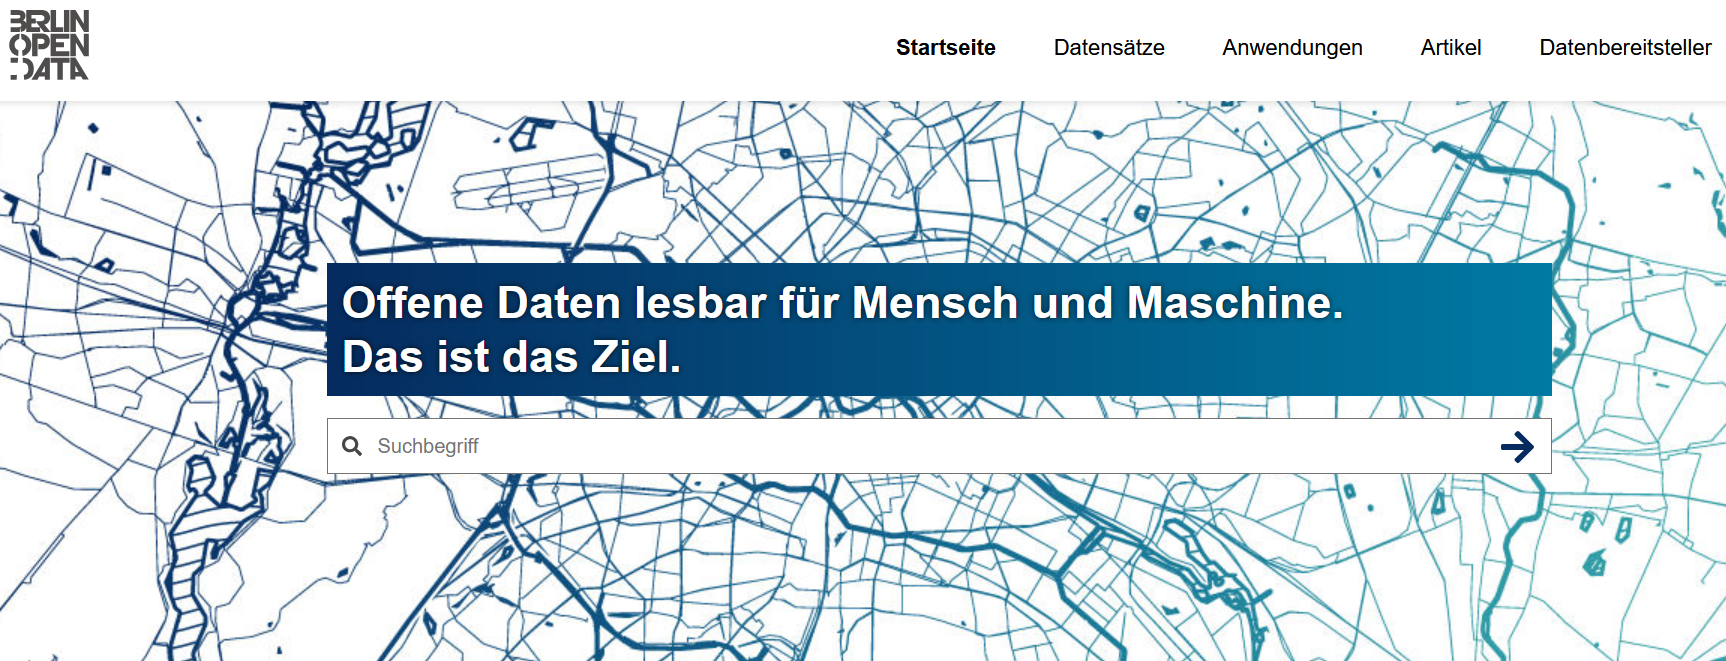 BERLIN
OPEN
DATA
Startseite
Datensätze
Anwendungen
Artikel
Datenbereitsteller
Offene Daten lesbar für Mensch und Maschine.
Das ist das Ziel.
Suchbegriff